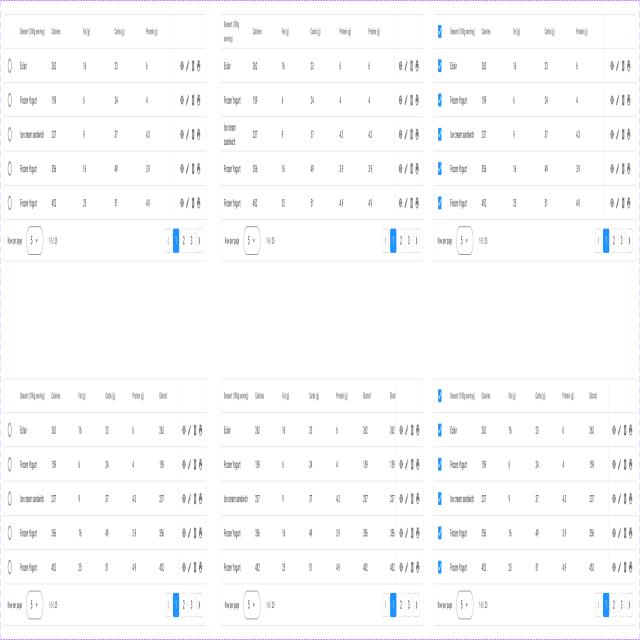 Dessert (100g serving) Calories Fat (g) Carbs (g) Protein (g)
Eclair 262 16 23 6
Frozen Yogurt 159 6 24 4
Ice cream sandwich 237 9 37 4.3
Frozen Yogurt 356 16 49 3.9
Frozen Yogurt 452 25 51 4.9
Row per page 5 1-5 / 25 1 2 3
Dessert (100g
serving) Calories Fat (g) Carbs (g) Protein (g) Protein (g)
Eclair 262 16 23 6 6
Frozen Yogurt 159 6 24 4 4
Ice cream
sandwich 237 9 37 4.3 4.3
Frozen Yogurt 356 16 49 3.9 3.9
Frozen Yogurt 452 25 51 4.9 4.9
Row per page 5 1-5 / 25 1 2 3
Dessert (100g serving) Calories Fat (g) Carbs (g) Protein (g)
Eclair 262 16 23 6
Frozen Yogurt 159 6 24 4
Ice cream sandwich 237 9 37 4.3
Frozen Yogurt 356 16 49 3.9
Frozen Yogurt 452 25 51 4.9
Row per page 5 1-5 / 25 1 2 3
Dessert (100g serving) Calories Fat (g) Carbs (g) Protein (g)
Eclair 262 16 23 6 262
Frozen Yogurt 159 6 24 4 159
Ice cream sandwich 237 9 37 4.3 237
Frozen Yogurt 356 16 49 3.9 356
Frozen Yogurt 452 25 51 4.9 452
Row per page 5 1-5 / 25 1 2 3
Dessert (100g serving) Calories Fat (g) Carbs (g) Protein (g)
Eclair 262 16 23 6 262 262
Frozen Yogurt 159 6 24 4 159 159
Ice cream sandwich 237 9 37 4.3 237 237
Frozen Yogurt 356 16 49 3.9 356 356
Frozen Yogurt 452 25 51 4.9 452 452
Row per page 5 1-5 / 25 1 2 3
Dessert (100g serving) Calories Fat (g) Carbs (g) Protein (g)
Eclair 262 16 23 6 262
Frozen Yogurt 159 6 24 4 159
Ice cream sandwich 237 9 37 4.3 237
Frozen Yogurt 356 16 49 3.9 356
Frozen Yogurt 452 25 51 4.9 452
Row per page 5 1-5 / 25 1 2 3